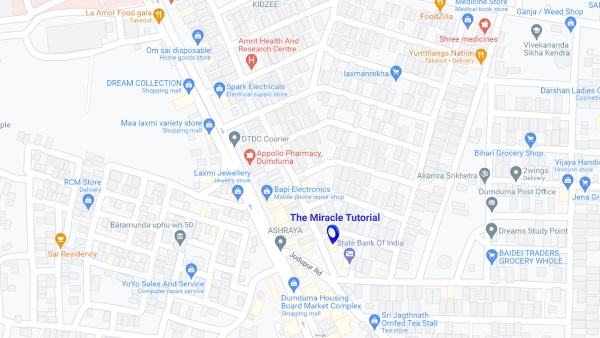 KIDZEE
La Amor Food gala
Takeout
FoodZilla
Medicine.Store
Medical supply store
Ganja / Weed Shop
Shree medicines
Vivekananda
Sikha Kendra
Om sai disposable
Home goods store
Amrit Health And
Research Centre
Yumthangs Nation
Takeout • Delivery
laxmanrekha
DREAM COLLECTION
Shopping mall
Spark Electricals
Electrical supply store
Darshan Ladies C
Cosmetic
Maa laxmi variety store
Shopping mall
DTDC Courier
Appollo Pharmacy,
Dumduma
Bihari Grocery Shop
Laxmi Jewellery
Jewelry store
Bapi Electronics
Mobile phone repair shop
Akamra Srikhetra
2wings
Delivery
Vijaya Handic
Uniform store
Jena Gr
RCM Store
Delivery
Dumduma Post Office
Baramunda uphc wn.50
The Miracle Tutorial
ASHRAYA
State Bank Of India
Dreams Study Point
Sai Residency
Jodupur Rd
BAIDEI TRADERS,
GROCERY WHOLE...
YoYo Sales And Service
Computer repair service
Dumduma Housing
Board Market Complex
Shopping mall
Sri Jagthnath
Omfed Tea Stall
Tea store